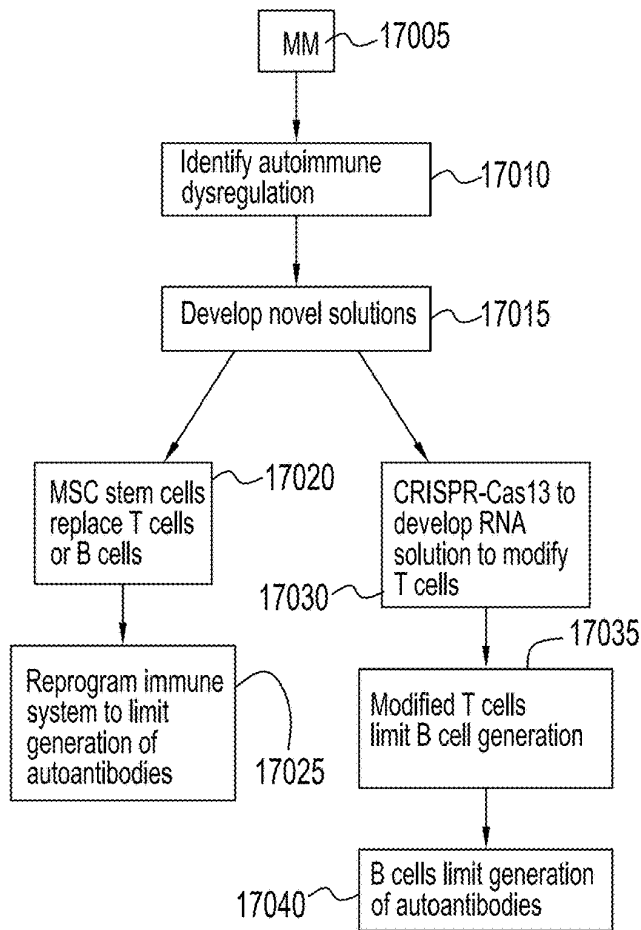 MM
17005
Identify autoimmune
dysregulation
17010
Develop novel solutions
17015
MSC stem cells
replace T cells
or B cells
17020
Reprogram immune
system to limit
generation of
autoantibodies
17025
CRISPR-Cas13 to
develop RNA
solution to modify
T cells
17030
17035
Modified T cells
limit B cell generation
B cells limit generation
of autoantibodies
17040